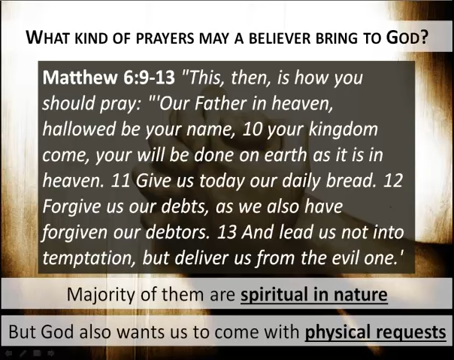 WHAT KIND OF PRAYERS MAY A BELIEVER BRING TO GOD?
Matthew 6:9-13 "This, then, is how you
should pray: "'Our Father in heaven,
hallowed be your name, 10 your kingdom
come, your will be done on earth as it is in
heaven. 11 Give us today our daily bread. 12
Forgive us our debts, as we also have
forgiven our debtors. 13 And lead us not into
temptation, but deliver us from the evil one.'
Majority of them are spiritual in nature
But God also wants us to come with physical requests